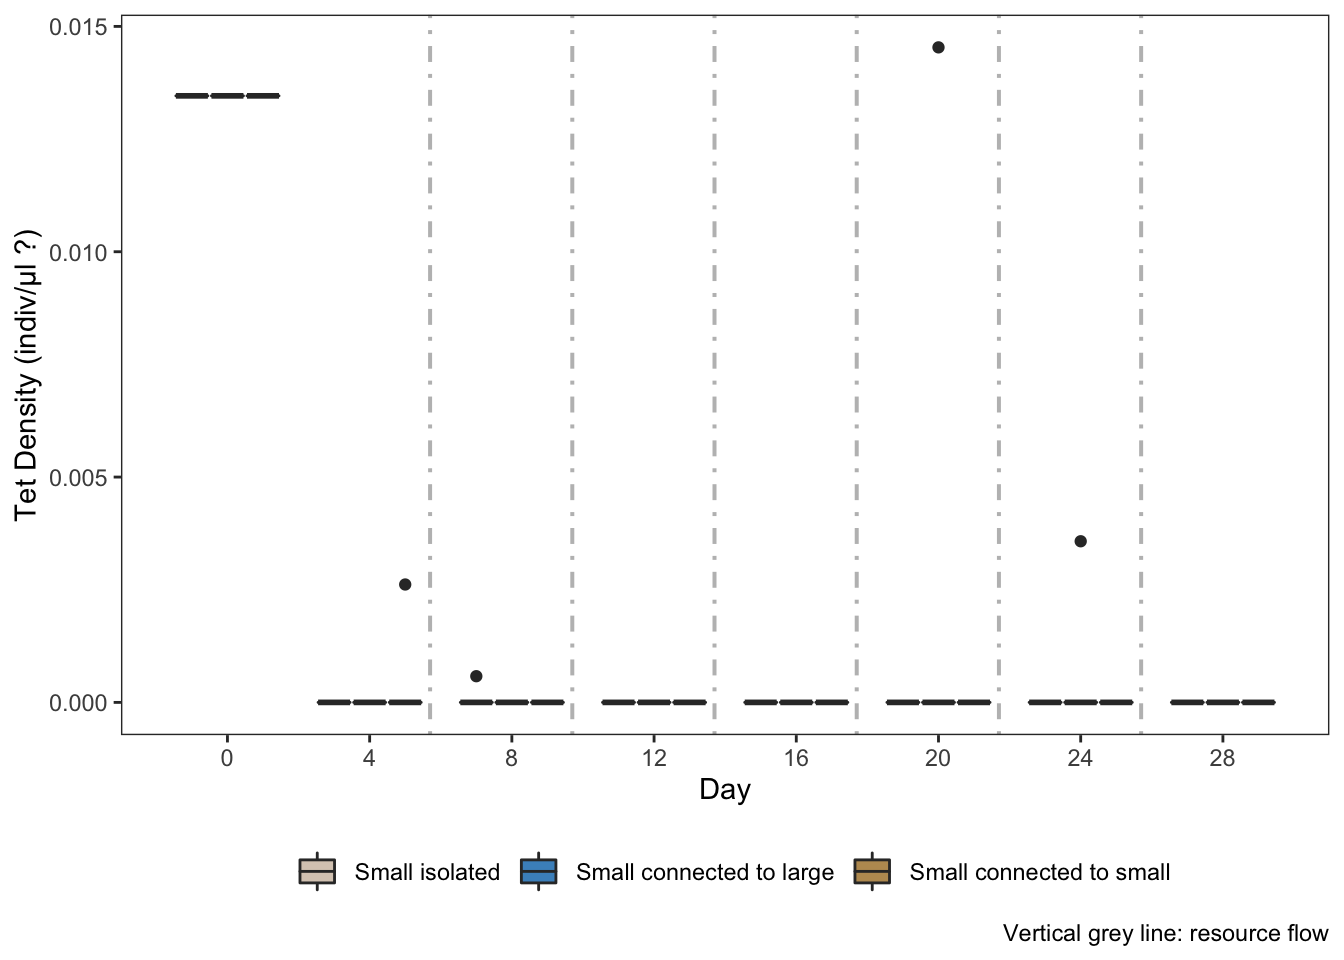 0.015
0.010
0.005
0.000
Tet Density (indiv/µl ?)
0 4 8 12 16 20 24 28
Day
Small isolated Small connected to large Small connected to small
Vertical grey line: resource flow